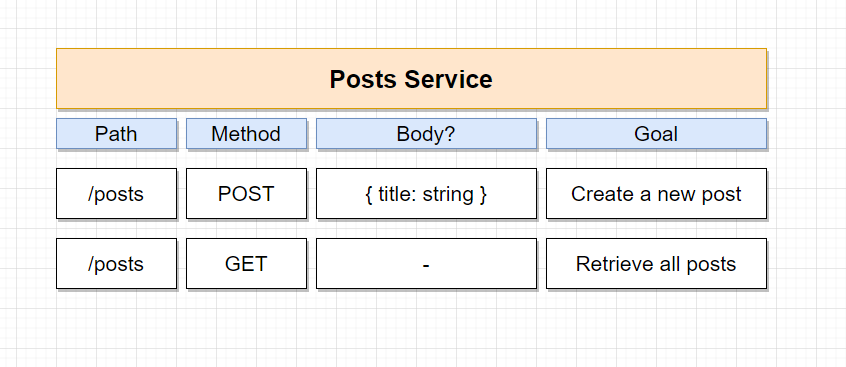 Posts Service
Path Method Body? Goal
/posts POST { title: string } Create a new post
/posts GET - Retrieve all posts